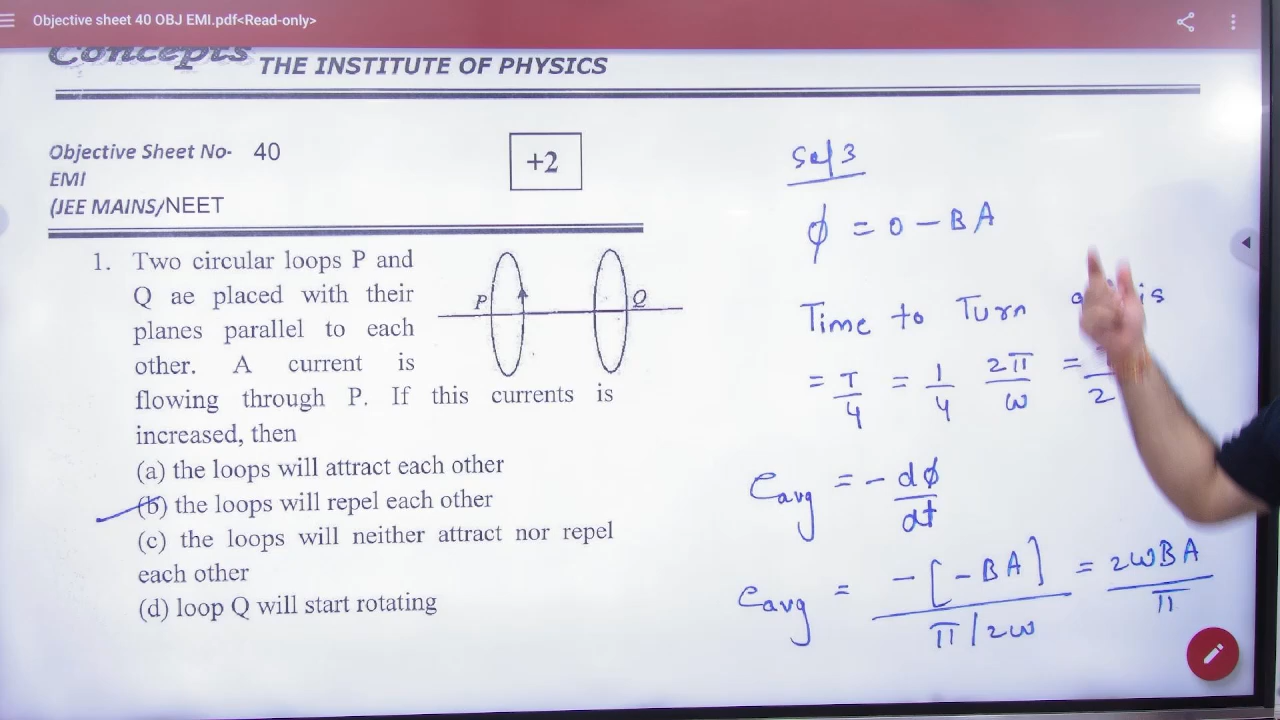 Objective sheet 40 OBJ EMI.pdf<Read-only>
Concepts THE INSTITUTE OF PHYSICS
Objective Sheet No- 40
EMI
(JEE MAINS/NEET
+2
1. Two circular loops P and
Q ae placed with their
planes parallel to each
other. A current is
flowing through P. If this currents is
increased, then
(a) the loops will attract each other
(b) the loops will repel each other
(c) the loops will neither attract nor repel
each other
(d) loop Q will start rotating
P
Q
Sol 3
ϕ = 0 - BA
Time to Turn
= T/4 = 1/4 2π/ω = /2
eavg = - dϕ/dt
eavg = -[-BA]/π/2ω = 2ωBA/π